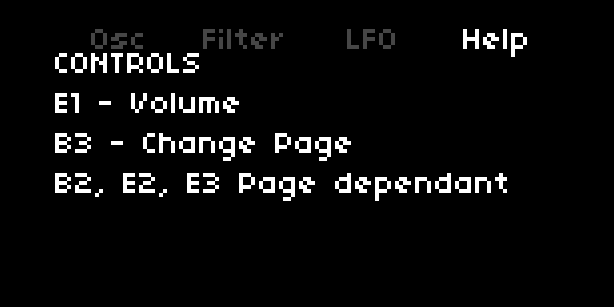 Osc Filter LFO Help
CONTROLS
E1 - Volume
B3 - Change Page
B2, E2, E3 Page dependant